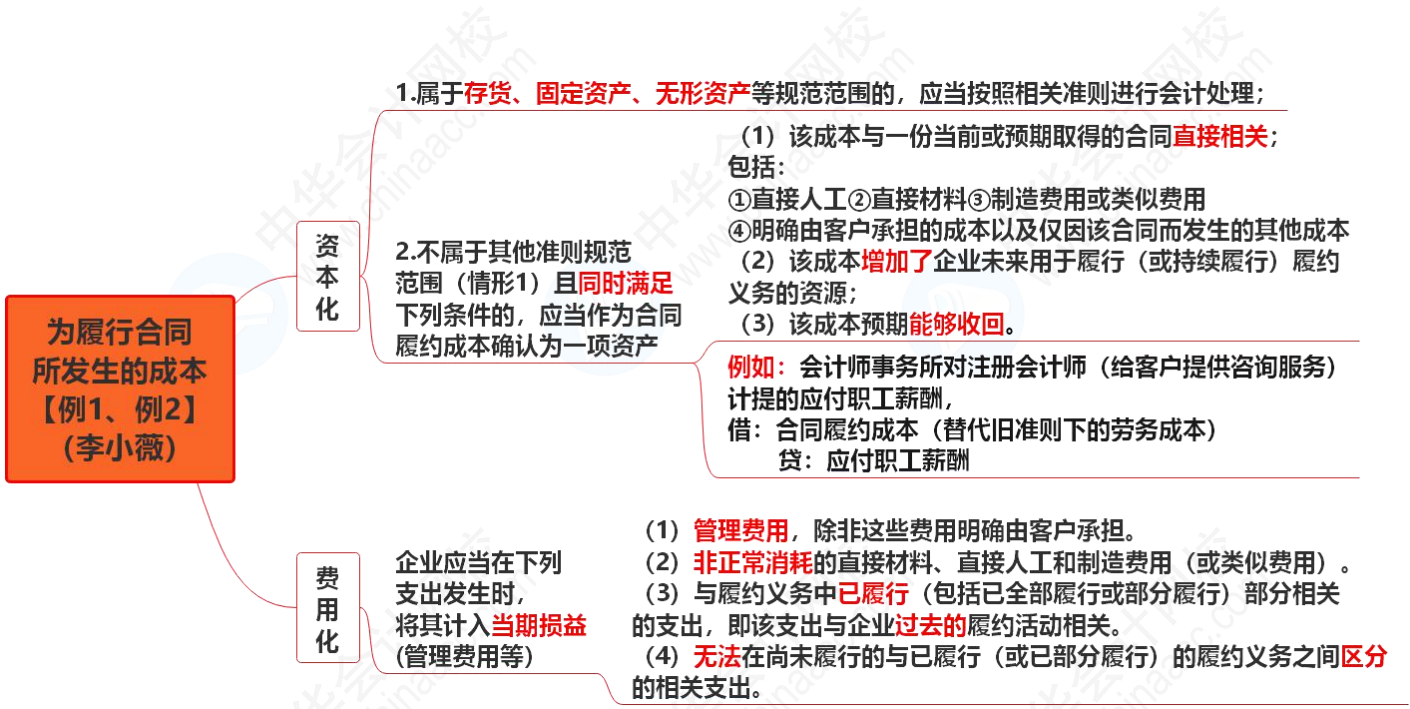 为履行合同
所发生的成本
【例1、例2】
(李小薇)
资
本
化
1.属于存货、固定资产、无形资产等规范范围的，应当按照相关准则进行会计处理；
2.不属于其他准则规范
范围（情形1）且同时满足
下列条件的，应当作为合同
履约成本确认为一项资产
（1）该成本与一份当前或预期取得的合同直接相关；
包括：
①直接人工②直接材料③制造费用或类似费用
④明确由客户承担的成本以及仅因该合同而发生的其他成本
（2）该成本增加了企业未来用于履行（或持续履行）履约
义务的资源；
（3）该成本预期能够收回。
例如：会计师事务所对注册会计师（给客户提供咨询服务）
计提的应付职工薪酬，
借：合同履约成本（替代旧准则下的劳务成本）
贷：应付职工薪酬
费
用
化
企业应当在下列
支出发生时，
将其计入当期损益
(管理费用等)
（1）管理费用，除非这些费用明确由客户承担。
（2）非正常消耗的直接材料、直接人工和制造费用（或类似费用）。
（3）与履约义务中已履行（包括已全部履行或部分履行）部分相关
的支出，即该支出与企业过去的履约活动相关。
（4）无法在尚未履行的与已履行（或已部分履行）的履约义务之间区分
的相关支出。
中华会计网校
www.chinaacc.com